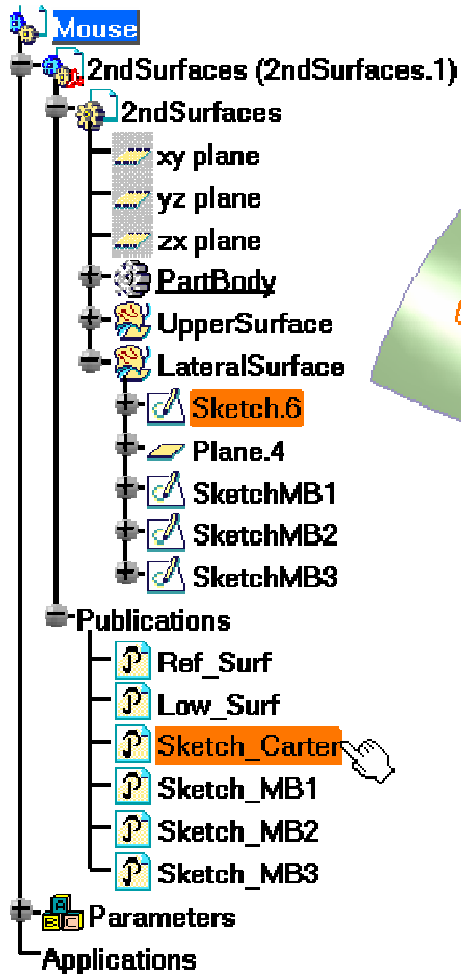 Mouse
2ndSurfaces (2ndSurfaces.1)
2ndSurfaces
xy plane
yz plane
zx plane
PartBody
UpperSurface
LateralSurface
Sketch.6
Plane.4
SketchMB1
SketchMB2
SketchMB3
Publications
Ref_Surf
Low_Surf
Sketch_Carter
Sketch_MB1
Sketch_MB2
Sketch_MB3
Parameters
Applications